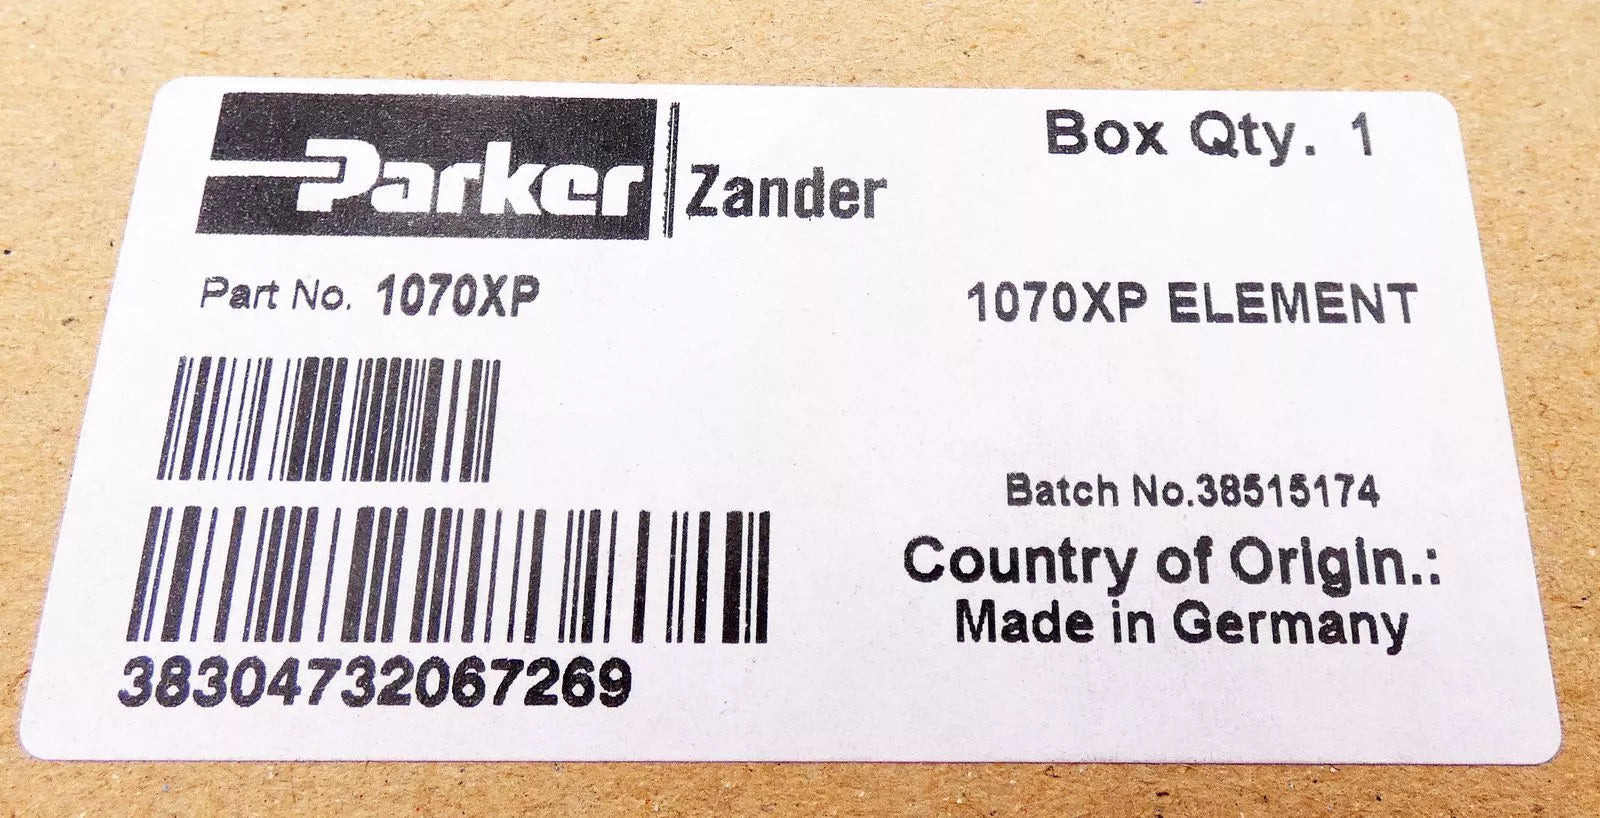 Parker Zander
Box Qty. 1
Part No. 1070XP
1070XP ELEMENT
Batch No.38515174
Country of Origin.:
Made in Germany
38304732067269